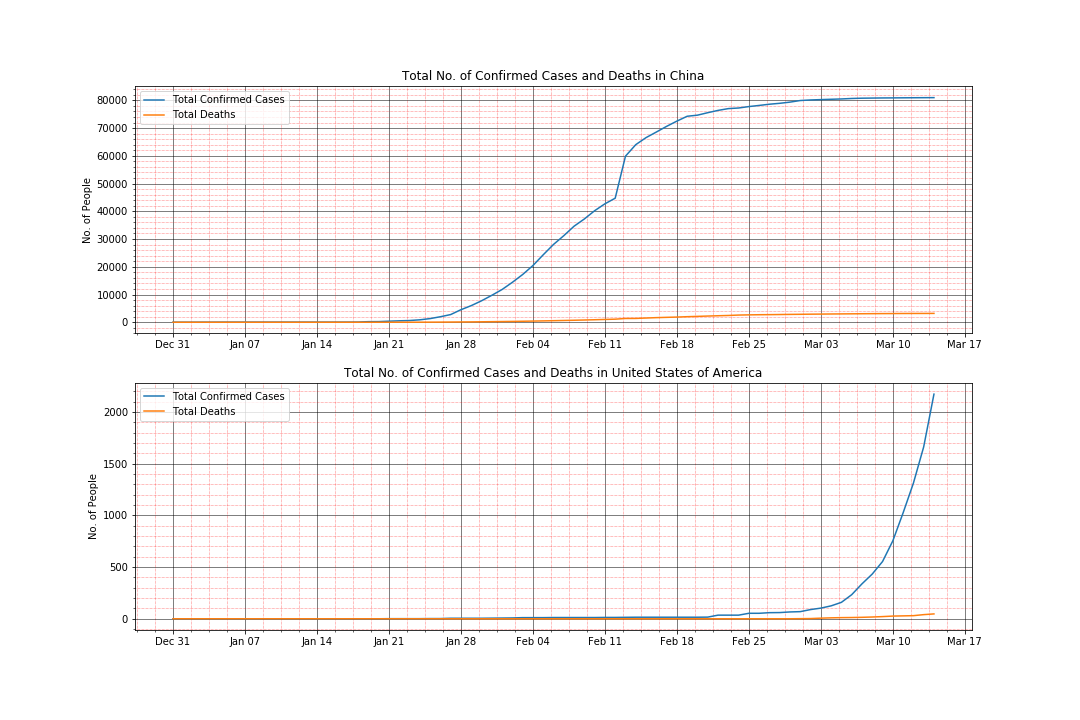 Total No. of Confirmed Cases and Deaths in China
Total Confirmed Cases
Total Deaths
No. of People
80000
70000
60000
50000
40000
30000
20000
10000
0
Dec 31 Jan 07 Jan 14 Jan 21 Jan 28 Feb 04 Feb 11 Feb 18 Feb 25 Mar 03 Mar 10 Mar 17
Total No. of Confirmed Cases and Deaths in United States of America
Total Confirmed Cases
Total Deaths
No. of People
2000
1500
1000
500
0
Dec 31 Jan 07 Jan 14 Jan 21 Jan 28 Feb 04 Feb 11 Feb 18 Feb 25 Mar 03 Mar 10 Mar 17